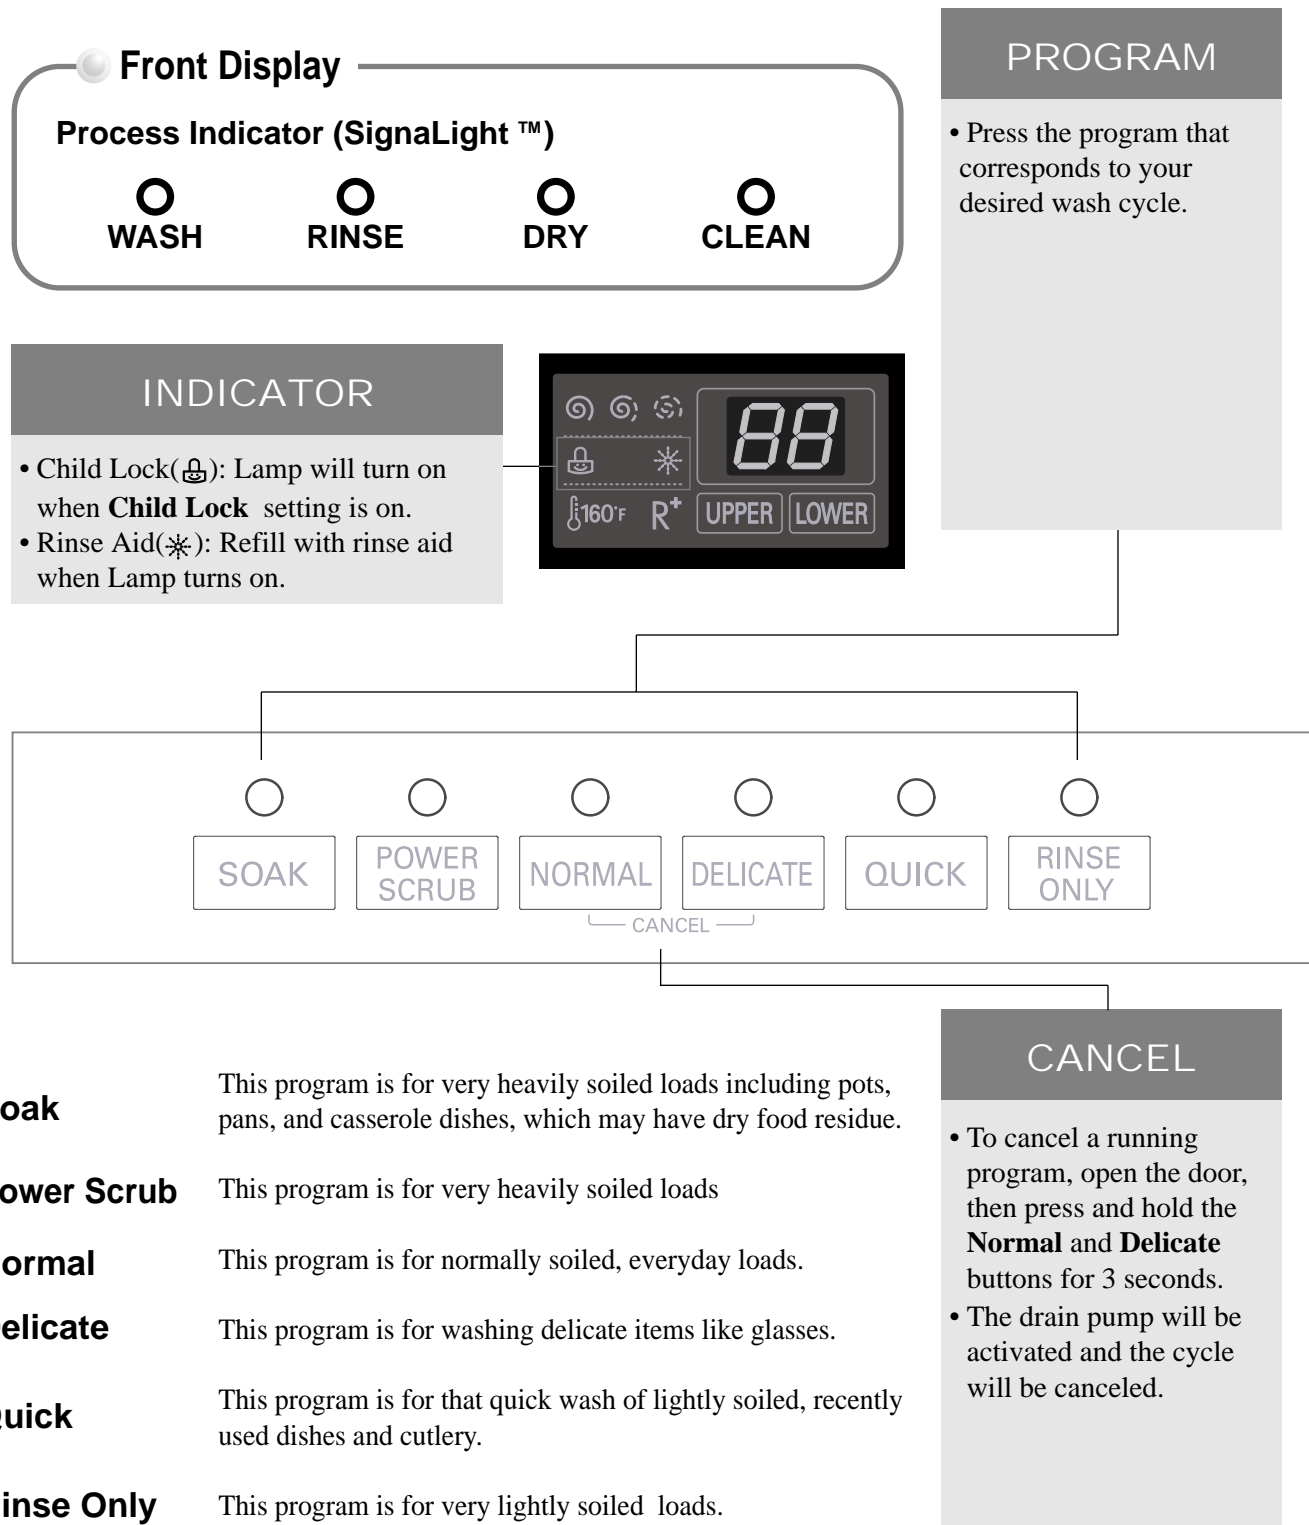 Front Display
Process Indicator (SignaLight ™)
WASH RINSE DRY CLEAN
PROGRAM
• Press the program that
corresponds to your
desired wash cycle.
INDICATOR
• Child Lock( ): Lamp will turn on
when Child Lock setting is on.
• Rinse Aid( ): Refill with rinse aid
when Lamp turns on.
88
160°F R+ UPPER LOWER
SOAK
POWER
SCRUB
NORMAL
DELICATE
QUICK
RINSE
ONLY
CANCEL
oak
This program is for very heavily soiled loads including pots,
pans, and casserole dishes, which may have dry food residue.
ower Scrub This program is for very heavily soiled loads
ormal This program is for normally soiled, everyday loads.
elicate This program is for washing delicate items like glasses.
uick
This program is for that quick wash of lightly soiled, recently
used dishes and cutlery.
inse Only This program is for very lightly soiled loads.
CANCEL
• To cancel a running
program, open the door,
then press and hold the
Normal and Delicate
buttons for 3 seconds.
• The drain pump will be
activated and the cycle
will be canceled.